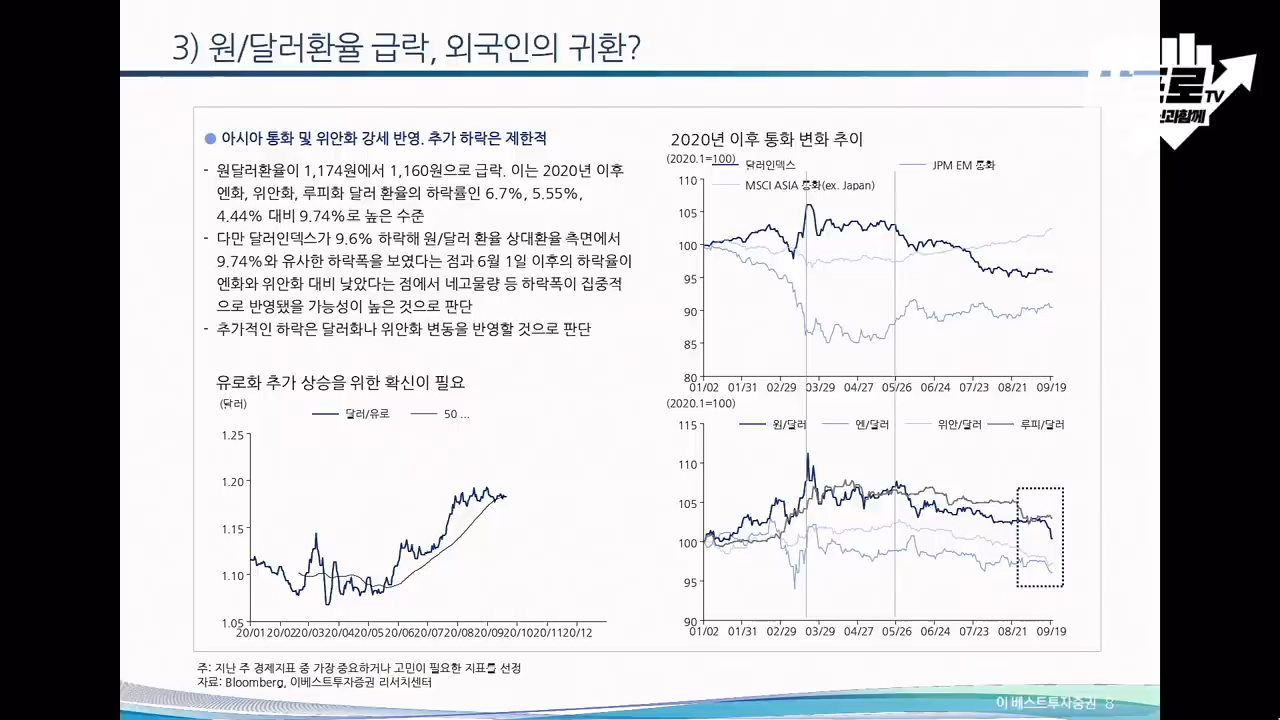 3) 원/달러환율 급락, 외국인의 귀환?
로TV
신과함께
아시아 통화 및 위안화 강세 반영. 추가 하락은 제한적
- 원달러환율이 1,174원에서 1,160원으로 급락. 이는 2020년 이후
엔화, 위안화, 루피화 달러 환율의 하락률인 6.7%, 5.55%,
4.44% 대비 9.74%로 높은 수준
- 다만 달러인덱스가 9.6% 하락해 원/달러 환율 상대환율 측면에서
9.74%와 유사한 하락폭을 보였다는 점과 6월 1일 이후의 하락율이
엔화와 위안화 대비 낮았다는 점에서 네고물량 등 하락폭이 집중적
으로 반영됐을 가능성이 높은 것으로 판단
- 추가적인 하락은 달러화나 위안화 변동을 반영할 것으로 판단
유로화 추가 상승을 위한 확신이 필요
(달러)
달러/유로 50 ...
1.25
1.20
1.15
1.10
1.05
20/01 20/02 20/03 20/04 20/05 20/06 20/07 20/08 20/09 20/10 20/11 20/12
2020년 이후 통화 변화 추이
(2020.1=100)
달러인덱스 JPM EM 통화
MSCI ASIA 통화(ex. Japan)
110
105
100
95
90
85
80
01/02 01/31 02/29 03/29 04/27 05/26 06/24 07/23 08/21 09/19
(2020.1=100)
원/달러 엔/달러 위안/달러 루피/달러
115
110
105
100
95
90
01/02 01/31 02/29 03/29 04/27 05/26 06/24 07/23 08/21 09/19
주: 지난 주 경제지표 중 가장 중요하거나 고민이 필요한 지표를 선정
자료: Bloomberg, 이베스트투자증권 리서치센터
이베스트투자증권 8